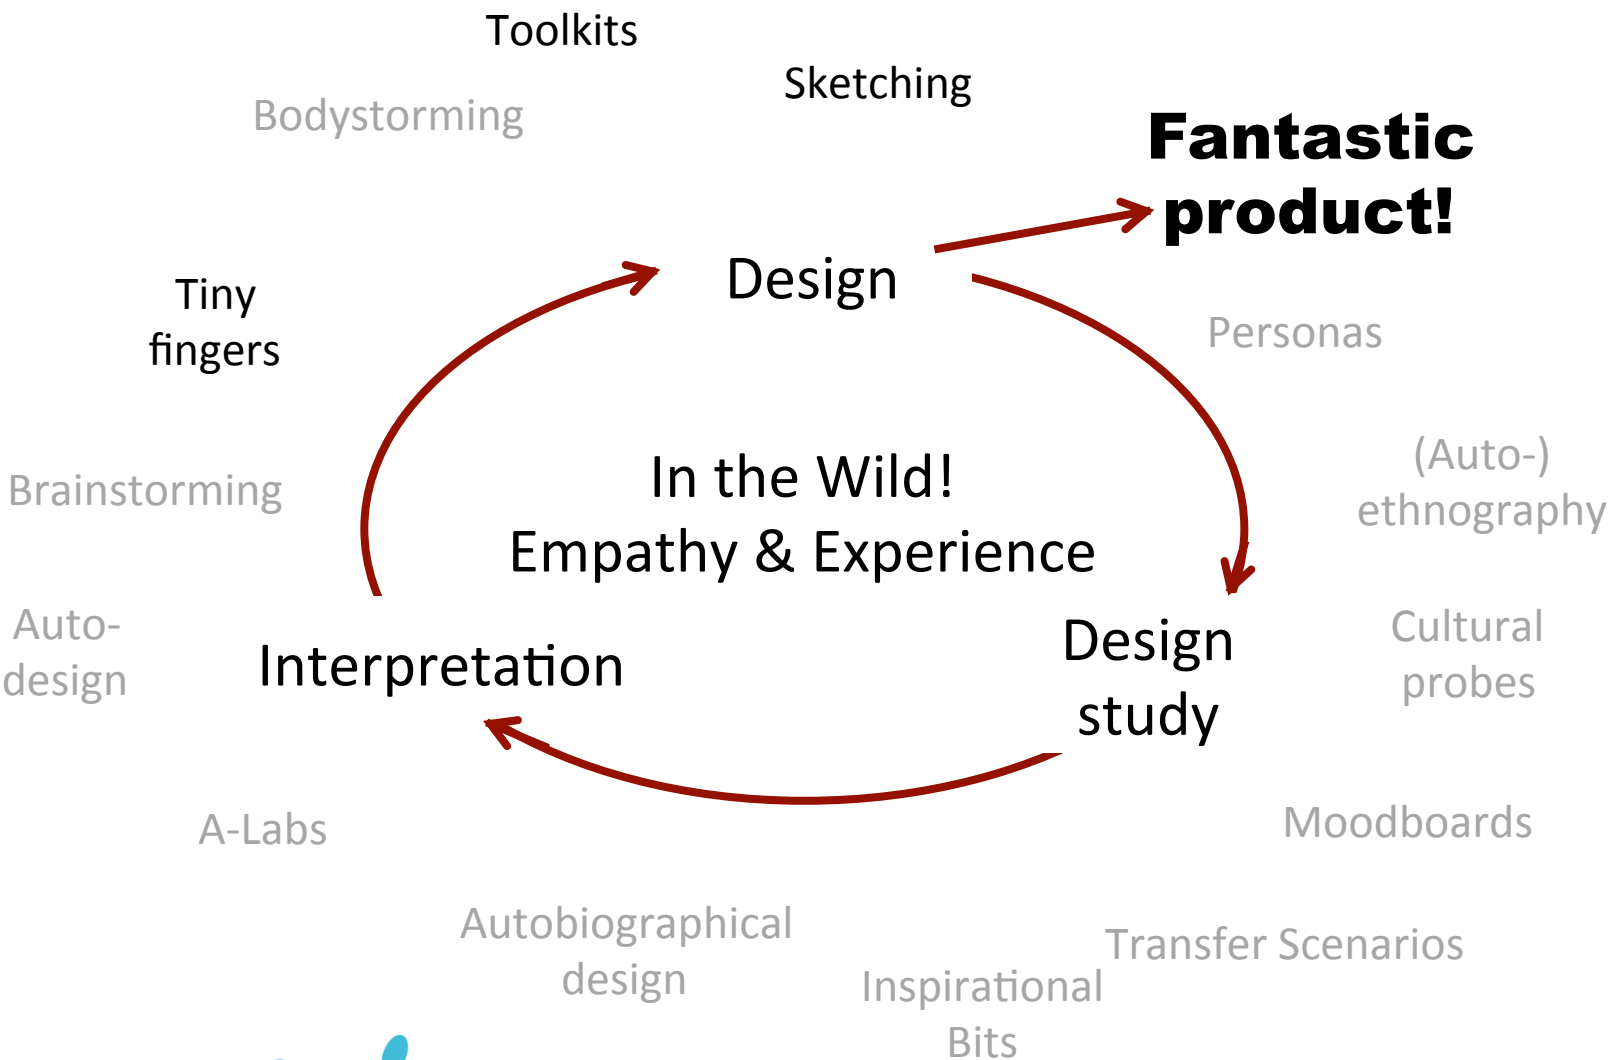 Toolkits
Sketching
Bodystorming
Fantastic
product!
Design
Tiny
fingers
Personas
In the Wild!
Empathy & Experience
(Auto-)
ethnography
Brainstorming
Auto-
design
Interpretation
Design
study
Cultural
probes
A-Labs
Moodboards
Autobiographical
design
Transfer Scenarios
Inspirational
Bits